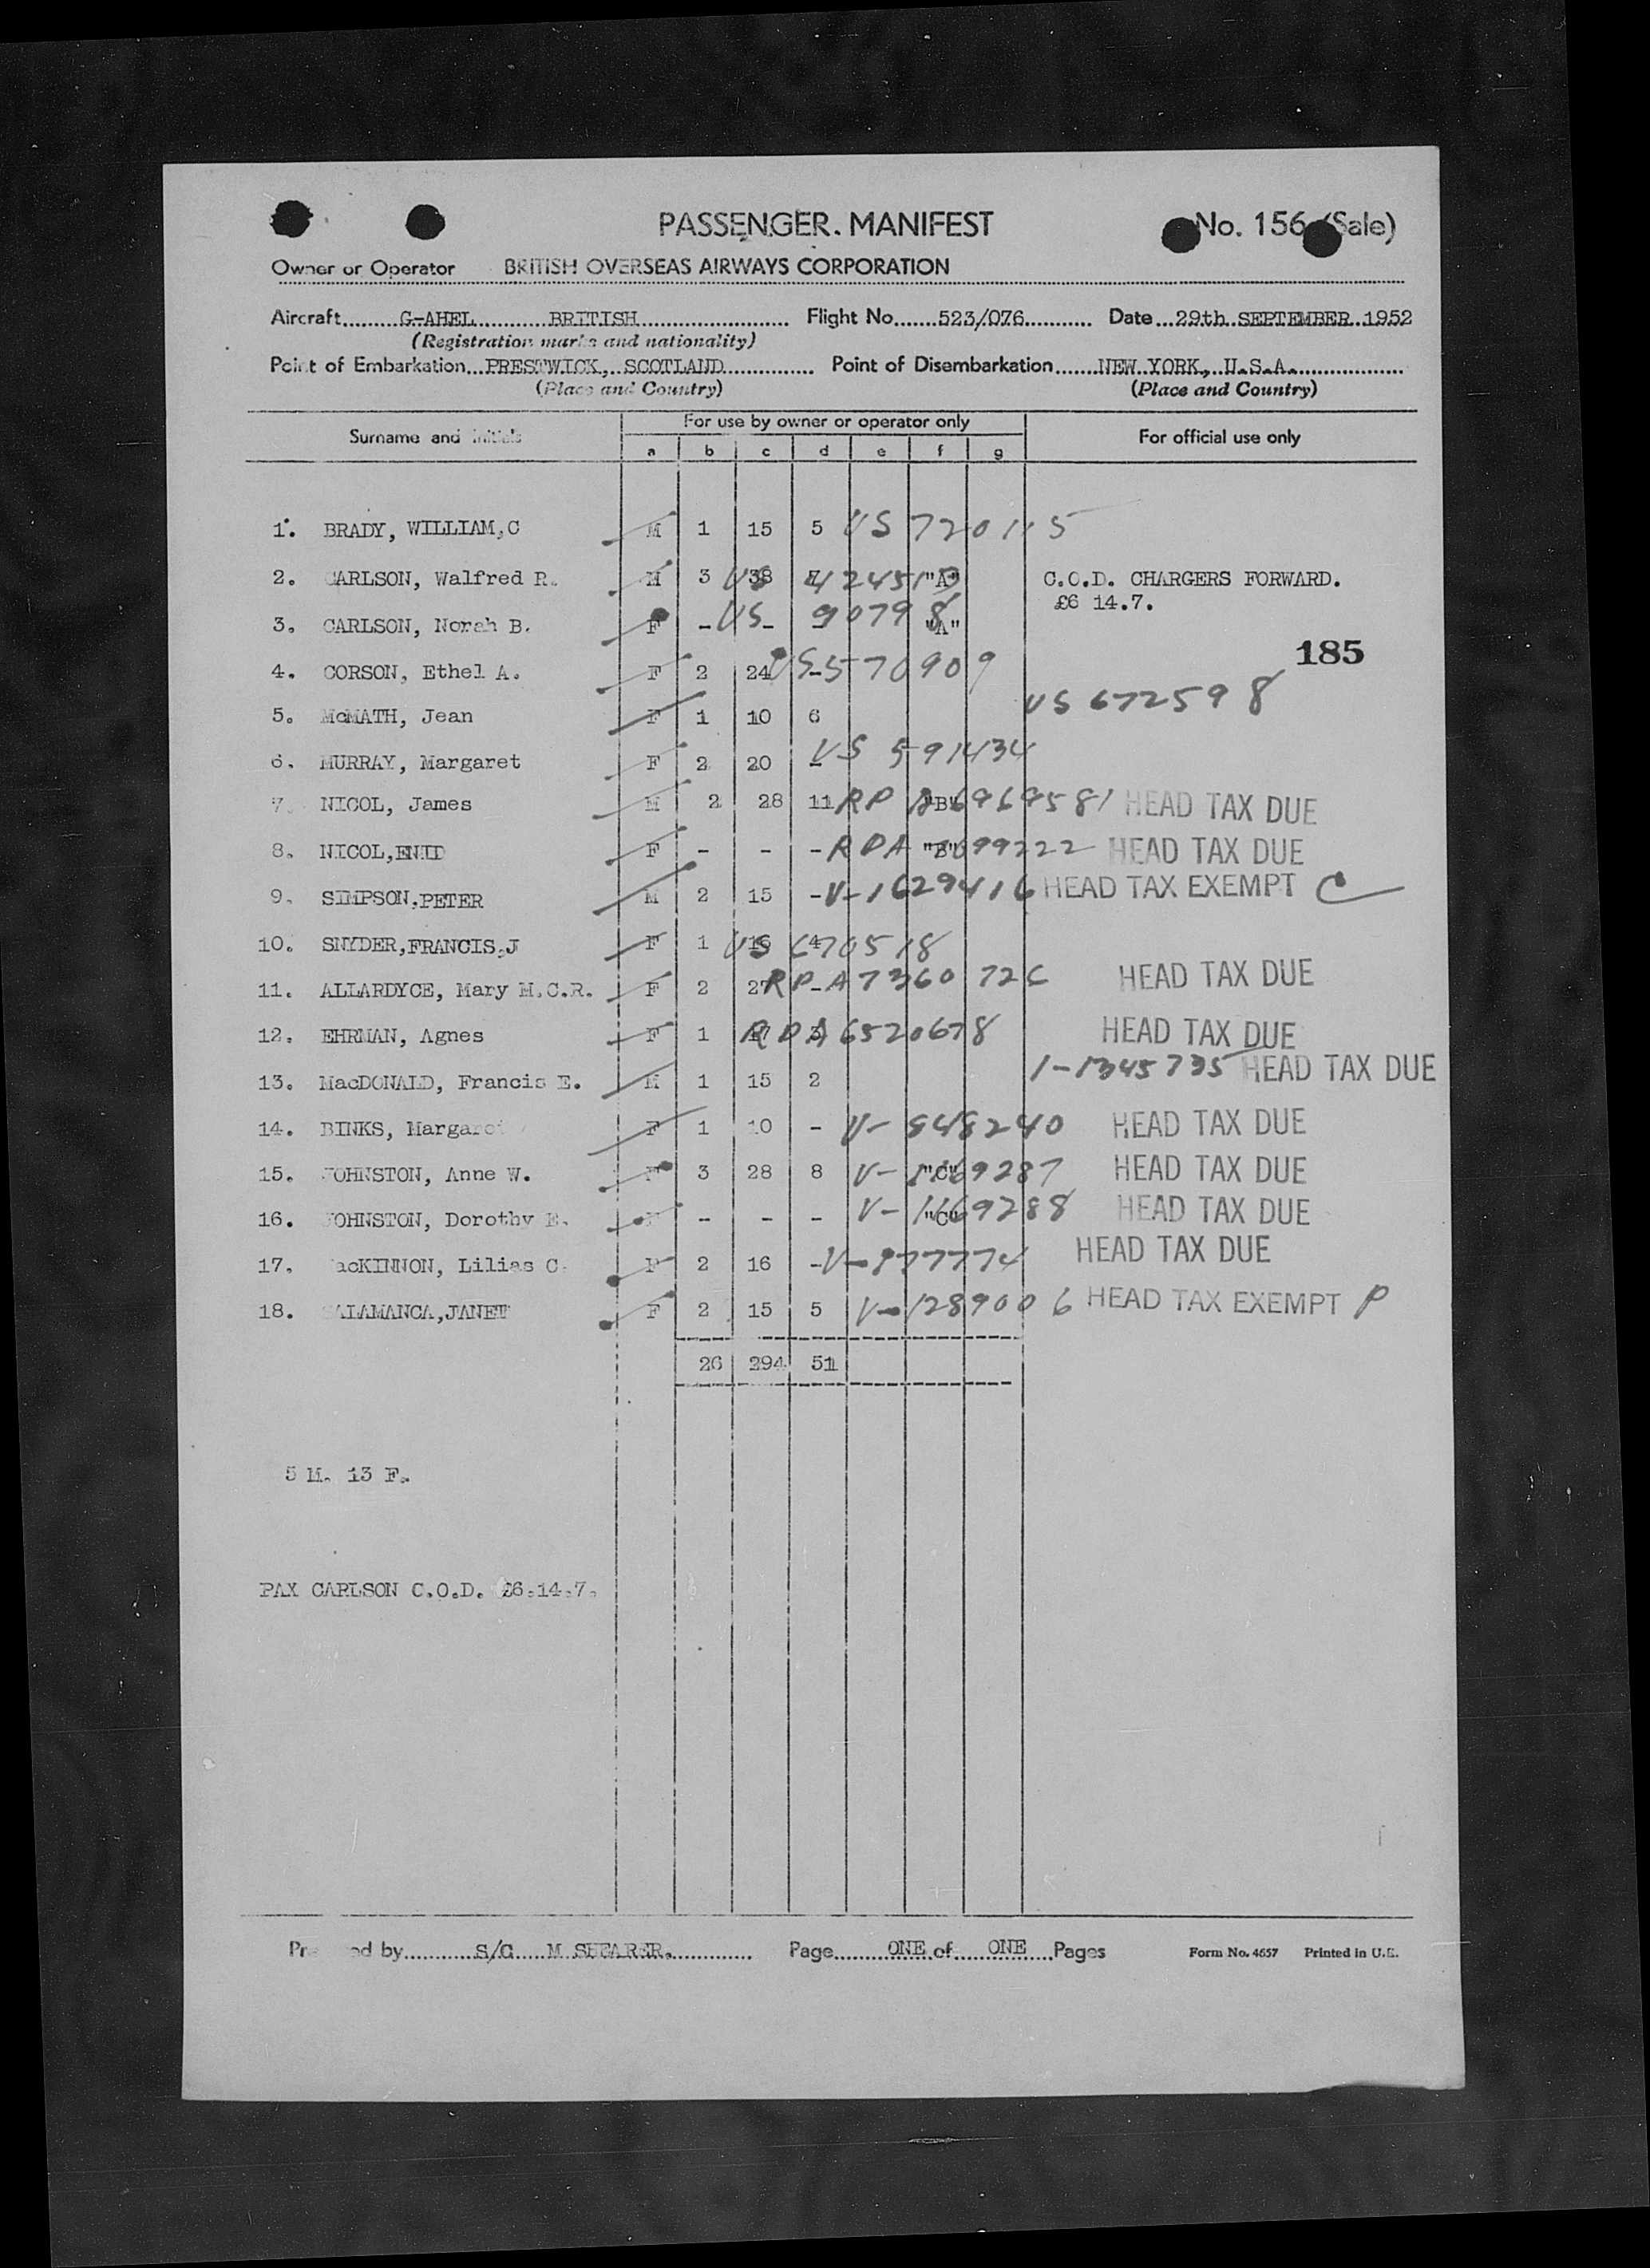 PASSENGER. MANIFEST
No. 156 (Sale)
Owner or Operator BRITISH OVERSEAS AIRWAYS CORPORATION
Aircraft G-AHEL BRITISH Flight No. 523/076 Date 29th SEPTEMBER 1952
(Registration marks and nationality)
Point of Embarkation PRESTWICK, SCOTLAND Point of Disembarkation NEW YORK, U.S.A.
(Place and Country) (Place and Country)
Surname and Initials For use by owner or operator only For official use only
a b c d e f g
1. BRADY, WILLIAM,C M 1 15 5 US 720115
2. CARLSON, Walfred R. M 3 38 "A" C.O.D. CHARGERS FORWARD.
£6 14.7.
3. CARLSON, Norah B. F - - - US 90798 "A"
185
4. CORSON, Ethel A. F 2 24 - US 570909
US 672598
5. McMATH, Jean F 1 10 6
6. MURRAY, Margaret F 2 20 - US 591434
7. NICOL, James M 2 28 11 RP "B" HEAD TAX DUE
8. NICOL,ENID F - - - RPA "B" HEAD TAX DUE
9. SIMPSON,PETER M 2 15 - V-1629416 HEAD TAX EXEMPT C
10. SNYDER,FRANCIS,J F 1 US 670518
11. ALLARDYCE, Mary M.C.R. F 2 27 - RPA HEAD TAX DUE
12. EHRMAN, Agnes F 1 17 3 RPA 6520678 HEAD TAX DUE
13. MacDONALD, Francis E. M 1 15 2 1-1345735 HEAD TAX DUE
14. BINKS, Margaret F 1 10 - V- HEAD TAX DUE
15. JOHNSTON, Anne W. F 3 28 8 V-1169287 "C" HEAD TAX DUE
16. JOHNSTON, Dorothy E. F - - - V-1169288 "C" HEAD TAX DUE
17. MacKINNON, Lilias C. F 2 16 - V- HEAD TAX DUE
18. SALAMANCA,JANET F 2 15 5 V-1289006 HEAD TAX EXEMPT P
26 294 51
5 M. 13 F.
PAX CARLSON C.O.D. £6.14.7.
Prepared by S/C M SHEARER. Page ONE of ONE Pages Form No. 4657 Printed in U.K.